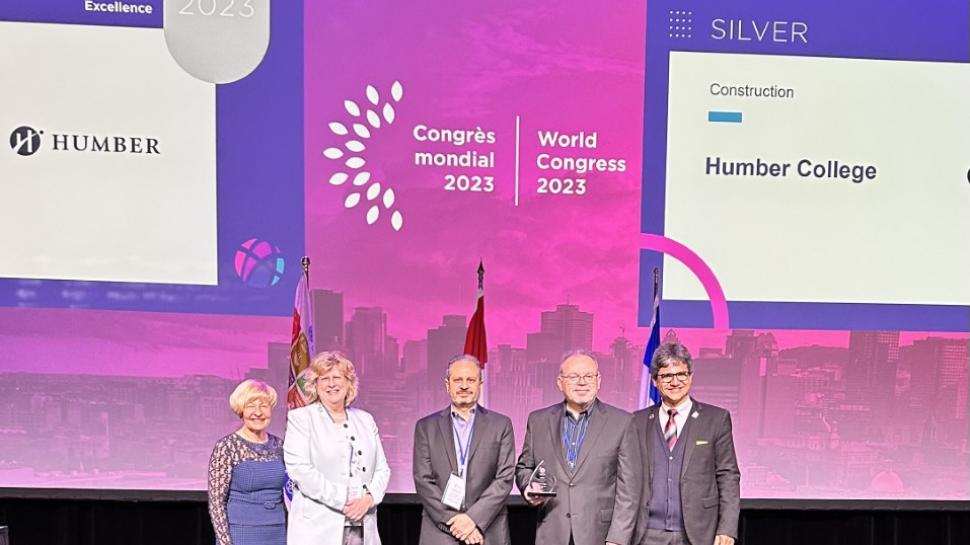 Excellence
2023
HUMBER
Congrès
mondial
2023
World
Congress
2023
SILVER
Construction
Humber College